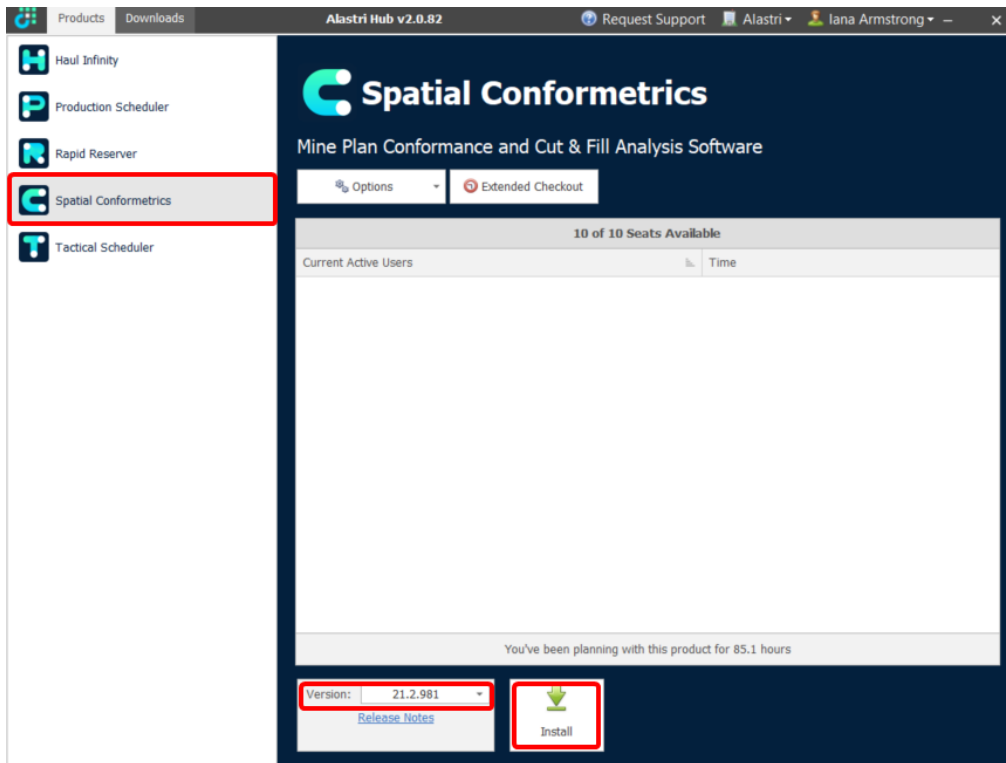 Products Downloads Alastri Hub v2.0.82 Request Support Alastri Iana Armstrong
Haul Infinity
Production Scheduler
Rapid Reserver
Spatial Conformetrics
Tactical Scheduler
Spatial Conformetrics
Mine Plan Conformance and Cut & Fill Analysis Software
Options Extended Checkout
10 of 10 Seats Available
Current Active Users Time
You've been planning with this product for 85.1 hours
Version: 21.2.981
Release Notes
Install